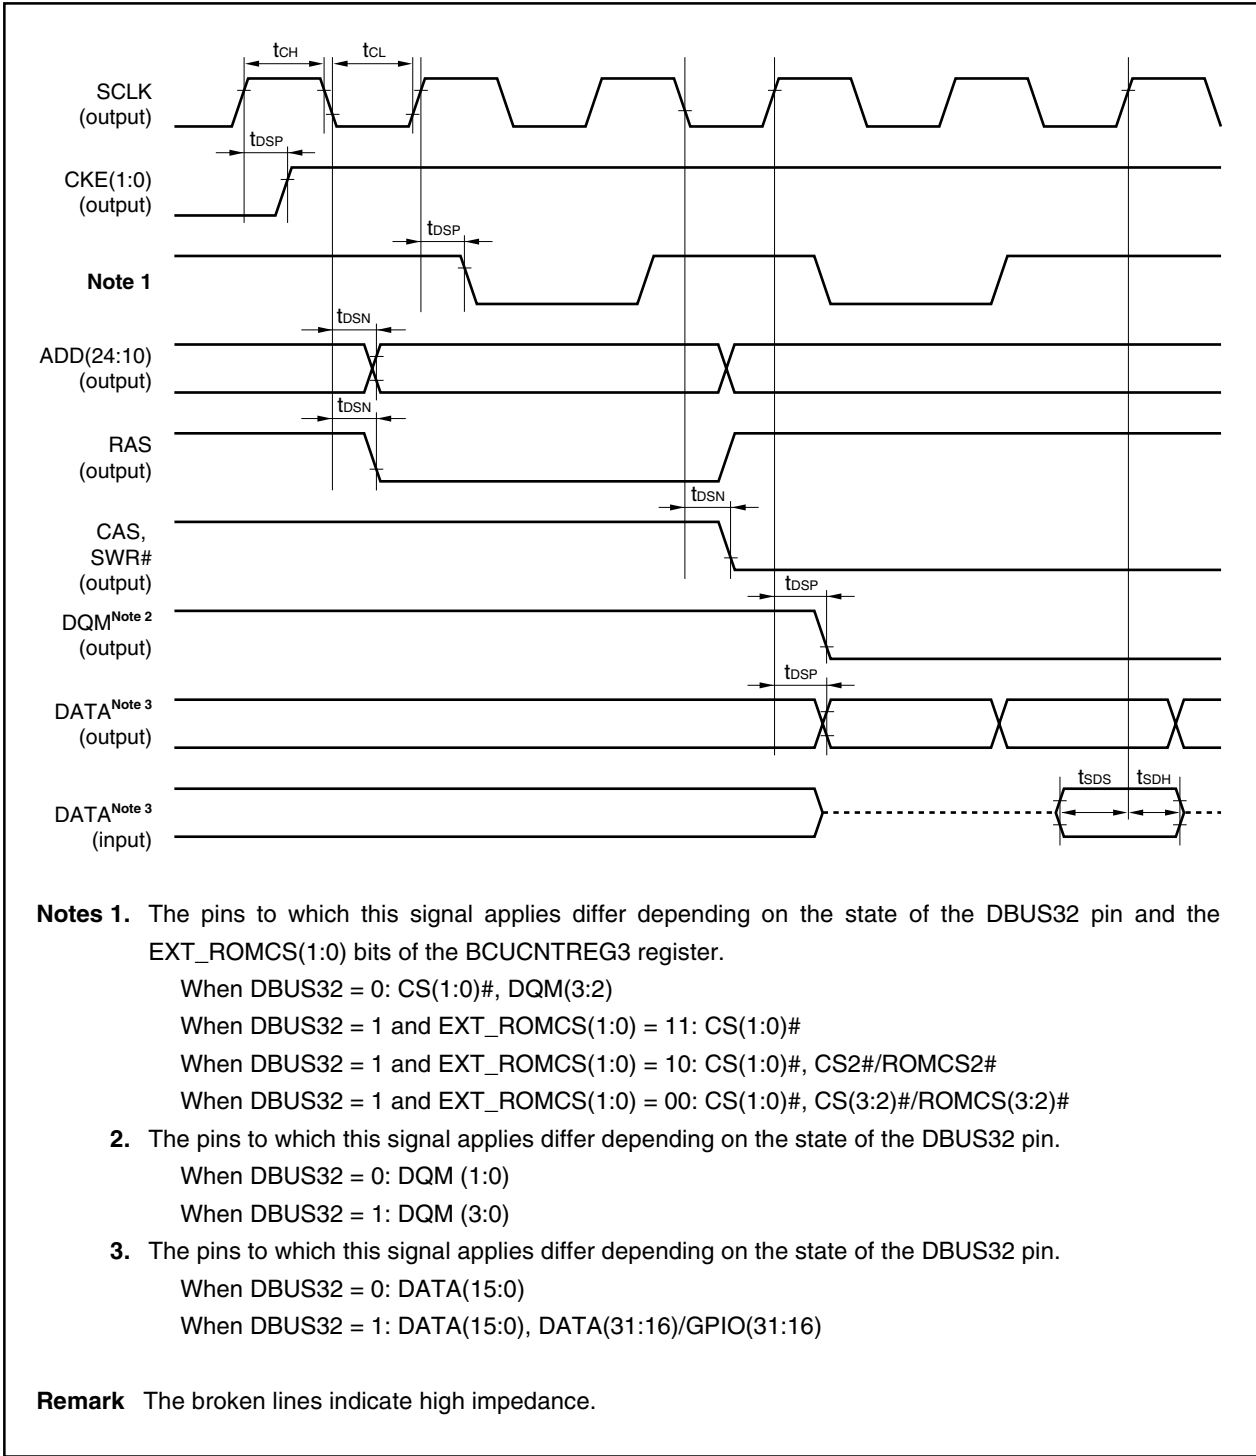 tCH tCL
SCLK
(output)
tDSP
CKE(1:0)
(output)
tDSP
Note 1
tDSN
ADD(24:10)
(output)
tDSN
RAS
(output)
tDSN
CAS,
SWR#
(output)
tDSP
DQM Note 2
(output)
tDSP
DATA Note 3
(output)
tSDS tSDH
DATA Note 3
(input)
Notes 1. The pins to which this signal applies differ depending on the state of the DBUS32 pin and the
EXT_ROMCS(1:0) bits of the BCUCNTREG3 register.
When DBUS32 = 0: CS(1:0)#, DQM(3:2)
When DBUS32 = 1 and EXT_ROMCS(1:0) = 11: CS(1:0)#
When DBUS32 = 1 and EXT_ROMCS(1:0) = 10: CS(1:0)#, CS2#/ROMCS2#
When DBUS32 = 1 and EXT_ROMCS(1:0) = 00: CS(1:0)#, CS(3:2)#/ROMCS(3:2)#
2. The pins to which this signal applies differ depending on the state of the DBUS32 pin.
When DBUS32 = 0: DQM (1:0)
When DBUS32 = 1: DQM (3:0)
3. The pins to which this signal applies differ depending on the state of the DBUS32 pin.
When DBUS32 = 0: DATA(15:0)
When DBUS32 = 1: DATA(15:0), DATA(31:16)/GPIO(31:16)
Remark The broken lines indicate high impedance.